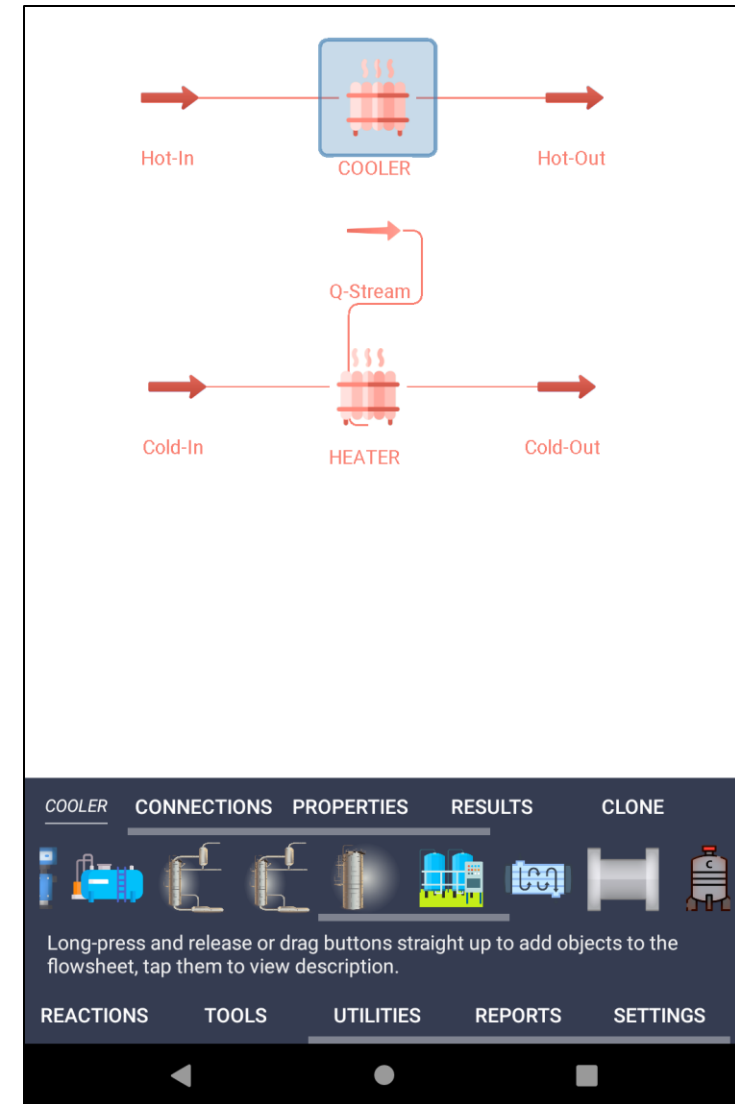 Hot-In
COOLER
Hot-Out
Q-Stream
Cold-In
HEATER
Cold-Out
COOLER CONNECTIONS PROPERTIES RESULTS CLONE
C
Long-press and release or drag buttons straight up to add objects to the
flowsheet, tap them to view description.
REACTIONS TOOLS UTILITIES REPORTS SETTINGS